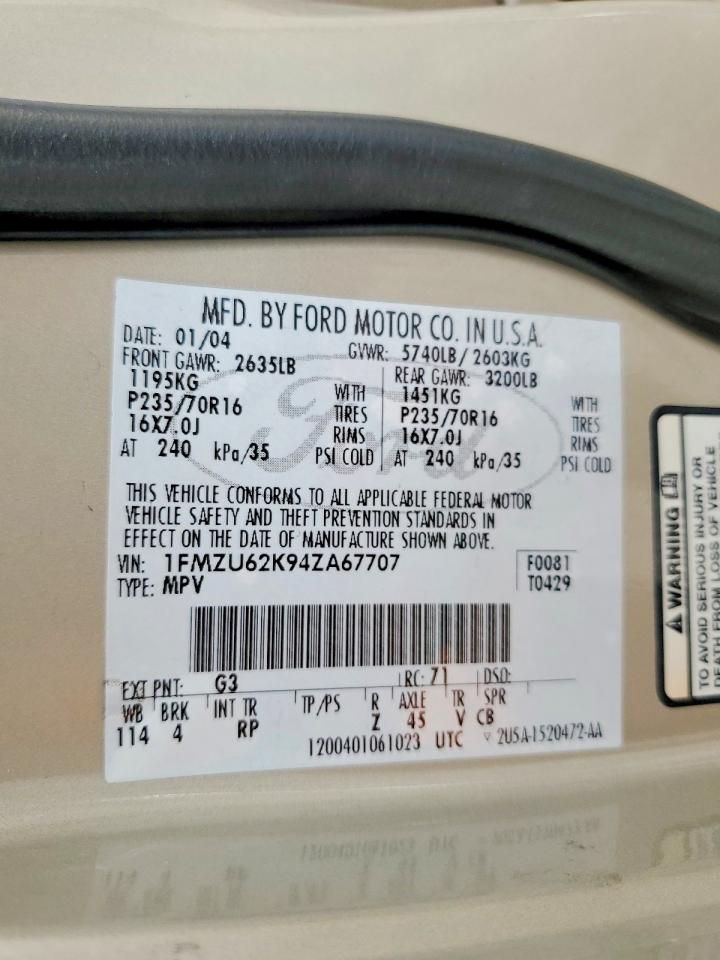 MFD. BY FORD MOTOR CO. IN U.S.A.
DATE: 01/04 GVWR: 5740LB / 2603KG
FRONT GAWR: 2635LB REAR GAWR: 3200LB
1195KG WITH 1451KG WITH
P235/70R16 TIRES P235/70R16 TIRES
16X7.0J RIMS 16X7.0J RIMS
AT 240 kPa/35 PSI COLD AT 240 kPa/35 PSI COLD
Ford
THIS VEHICLE CONFORMS TO ALL APPLICABLE FEDERAL MOTOR
VEHICLE SAFETY AND THEFT PREVENTION STANDARDS IN
EFFECT ON THE DATE OF MANUFACTURE SHOWN ABOVE.
VIN: 1FMZU62K94ZA67707 F0081
TYPE: MPV T0429
EXT PNT: G3 RC: 71 DSO:
WB BRK INT TR TP/PS R AXLE TR SPR
114 4 RP Z 45 V CB
1200401061023 UTC 2U5A-1520472-AA
WARNING
TO AVOID SERIOUS INJURY OR
DEATH FROM LOSS OF VEHICLE